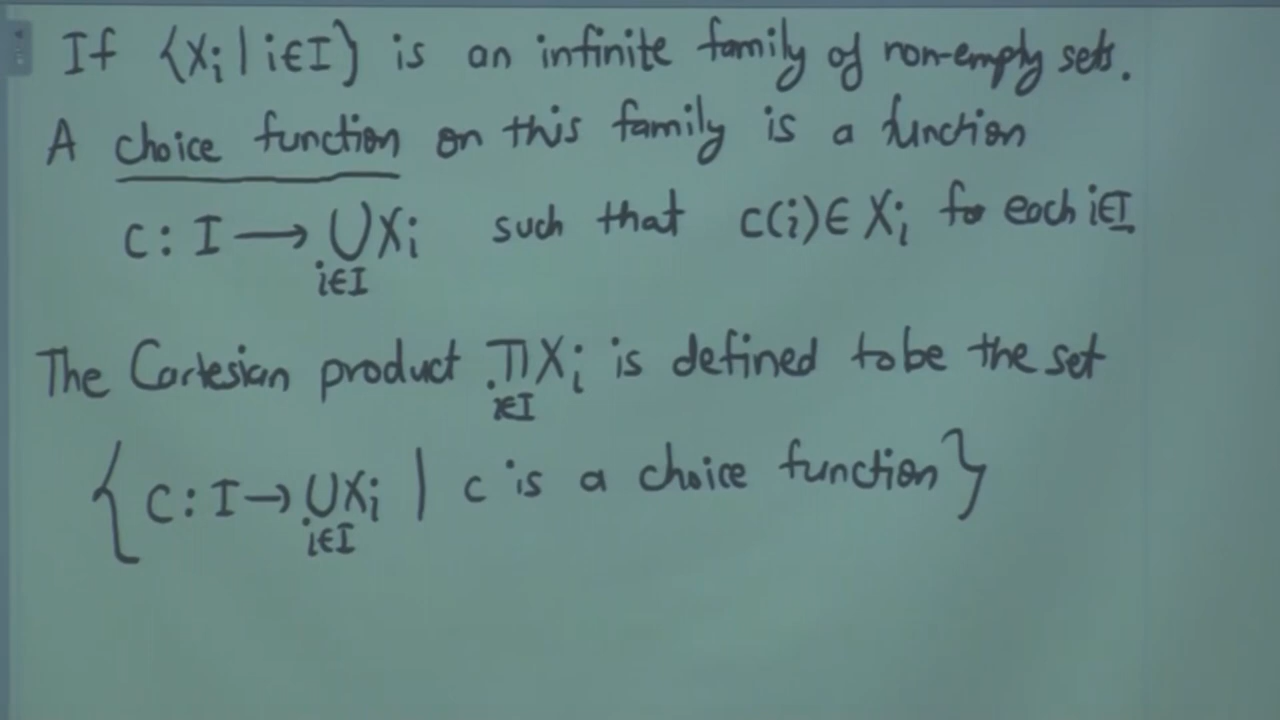 If {Xᵢ | i∈I} is an infinite family of non-empty sets.
A choice function on this family is a function
c : I ⟶ ⋃ Xᵢ such that c(i) ∈ Xᵢ for each i∈I
i∈I
The Cartesian product ∏ Xᵢ is defined to be the set
i∈I
{ c : I → ⋃ Xᵢ | c is a choice function }
i∈I